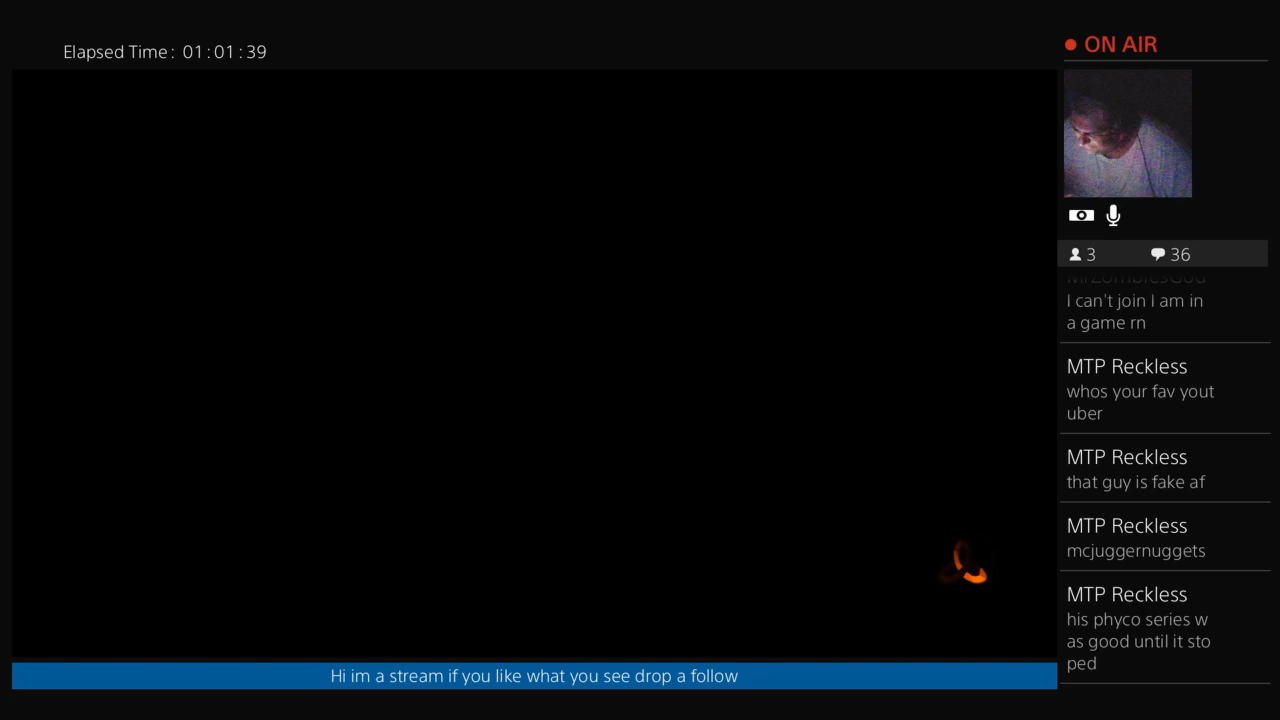 Elapsed Time: 01:01:39
ON AIR
3 36
MrZombiesGod
I can't join I am in
a game rn
MTP Reckless
whos your fav yout
uber
MTP Reckless
that guy is fake af
MTP Reckless
mcjuggernuggets
MTP Reckless
his phyco series w
as good until it sto
ped
Hi im a stream if you like what you see drop a follow